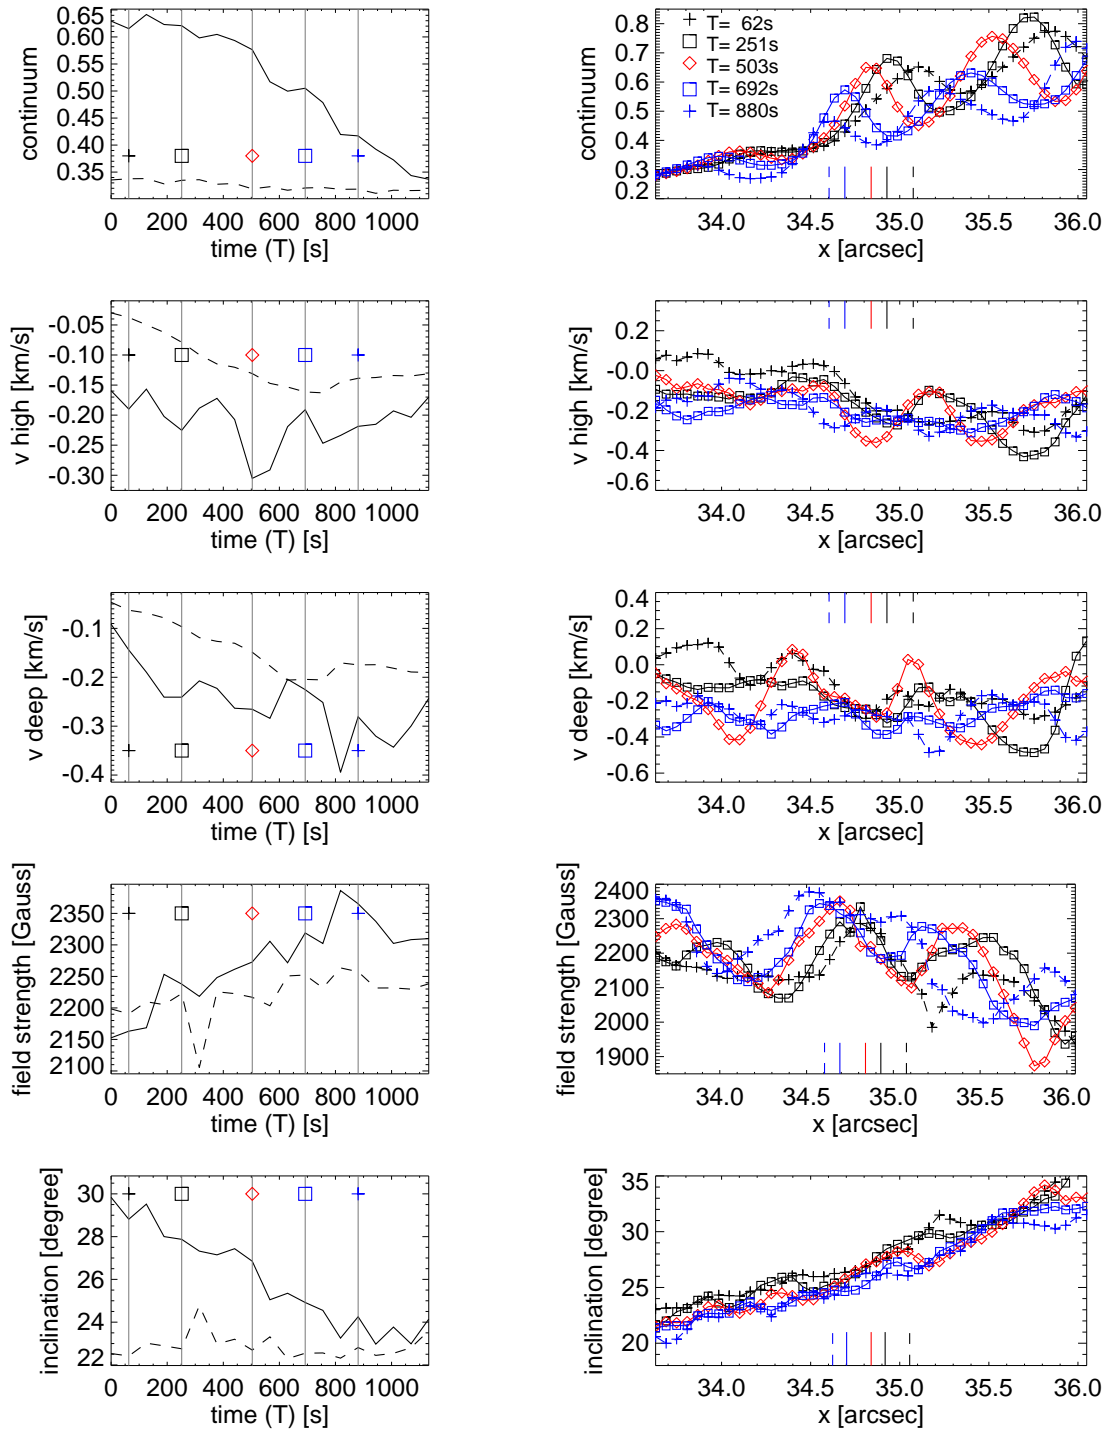 continuum
0.65
0.60
0.55
0.50
0.45
0.40
0.35
0 200 400 600 800 1000
time (T) [s]
continuum
0.8
0.7
0.6
0.5
0.4
0.3
0.2
T= 62s
T= 251s
T= 503s
T= 692s
T= 880s
34.0 34.5 35.0 35.5 36.0
x [arcsec]
v high [km/s]
-0.05
-0.10
-0.15
-0.20
-0.25
-0.30
0 200 400 600 800 1000
time (T) [s]
v high [km/s]
0.2
-0.0
-0.2
-0.4
-0.6
34.0 34.5 35.0 35.5 36.0
x [arcsec]
v deep [km/s]
-0.1
-0.2
-0.3
-0.4
0 200 400 600 800 1000
time (T) [s]
v deep [km/s]
0.4
0.2
0.0
-0.2
-0.4
-0.6
34.0 34.5 35.0 35.5 36.0
x [arcsec]
field strength [Gauss]
2350
2300
2250
2200
2150
2100
0 200 400 600 800 1000
time (T) [s]
field strength [Gauss]
2400
2300
2200
2100
2000
1900
34.0 34.5 35.0 35.5 36.0
x [arcsec]
inclination [degree]
30
28
26
24
22
0 200 400 600 800 1000
time (T) [s]
inclination [degree]
35
30
25
20
34.0 34.5 35.0 35.5 36.0
x [arcsec]